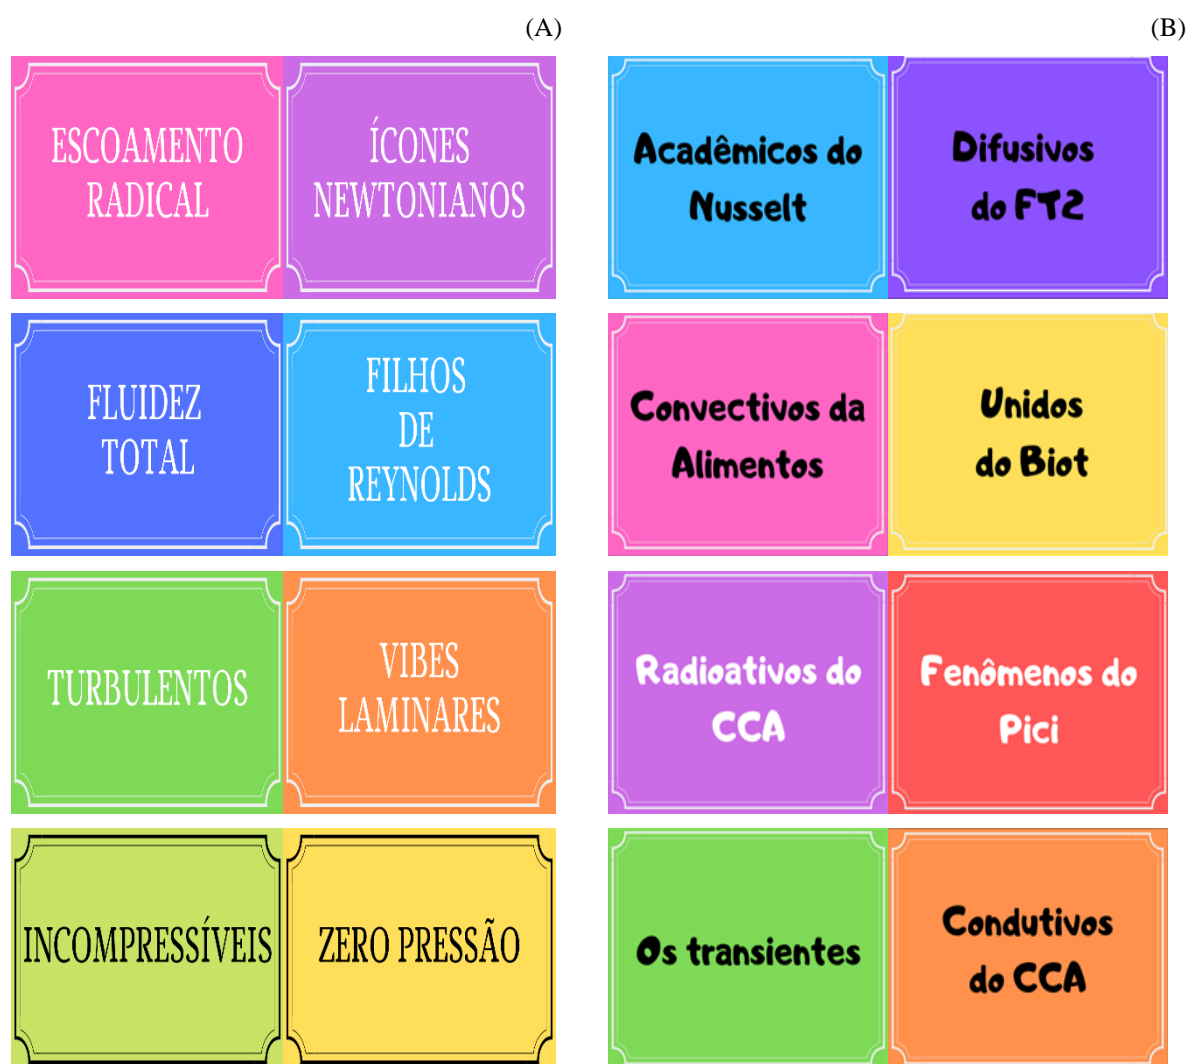 (A)
ESCOAMENTO
RADICAL
ÍCONES
NEWTONIANOS
FLUIDEZ
TOTAL
FILHOS
DE
REYNOLDS
TURBULENTOS
VIBES
LAMINARES
INCOMPRESSÍVEIS
ZERO PRESSÃO
(B)
Acadêmicos do
Nusselt
Difusivos
do FT2
Convectivos da
Alimentos
Unidos
do Biot
Radioativos do
CCA
Fenômenos do
Pici
Os transientes
Condutivos
do CCA